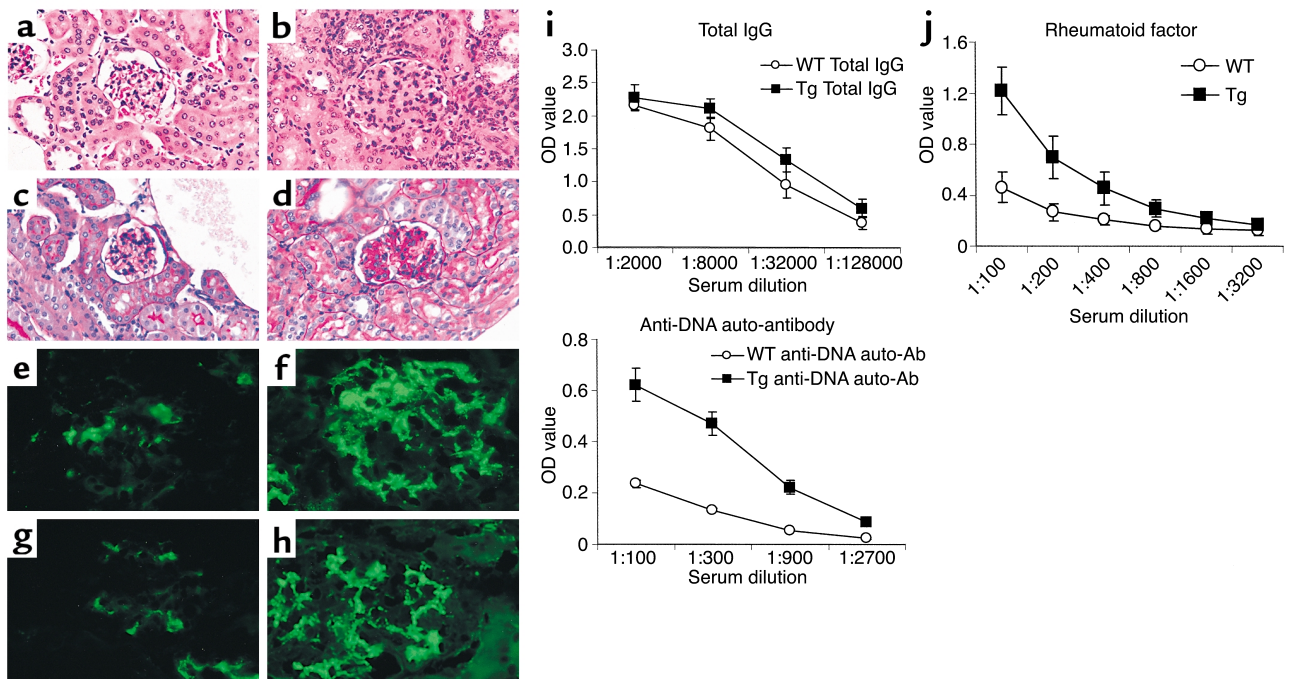 a
b
c
d
e
f
g
h
i
Total IgG
3.0
2.5
2.0
1.5
1.0
0.5
0.0
OD value
WT Total IgG
Tg Total IgG
1:2000
1:8000
1:32000
1:128000
Serum dilution
Anti-DNA auto-antibody
0.8
0.6
0.4
0.2
0
OD value
WT anti-DNA auto-Ab
Tg anti-DNA auto-Ab
1:100
1:300
1:900
1:2700
Serum dilution
j
Rheumatoid factor
1.6
1.2
0.8
0.4
0
OD value
WT
Tg
1:100
1:200
1:400
1:800
1:1600
1:3200
Serum dilution